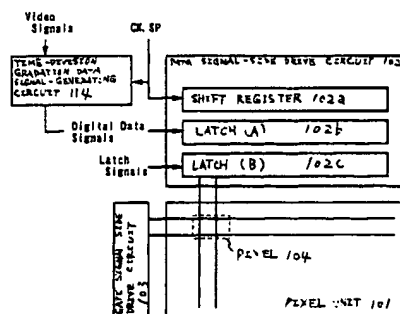 Video
Signals
CK, SP
TIME-DIVISION
GRADATION DATA
SIGNAL-GENERATING
CIRCUIT 114
DATA SIGNAL-SIDE DRIVE CIRCUIT 102
SHIFT REGISTER 102a
Digital Data
Signals
LATCH (A) 102b
Latch
Signals
LATCH (B) 102c
GATE SIGNAL SIDE
DRIVE CIRCUIT
103
PIXEL 104
PIXEL UNIT 101